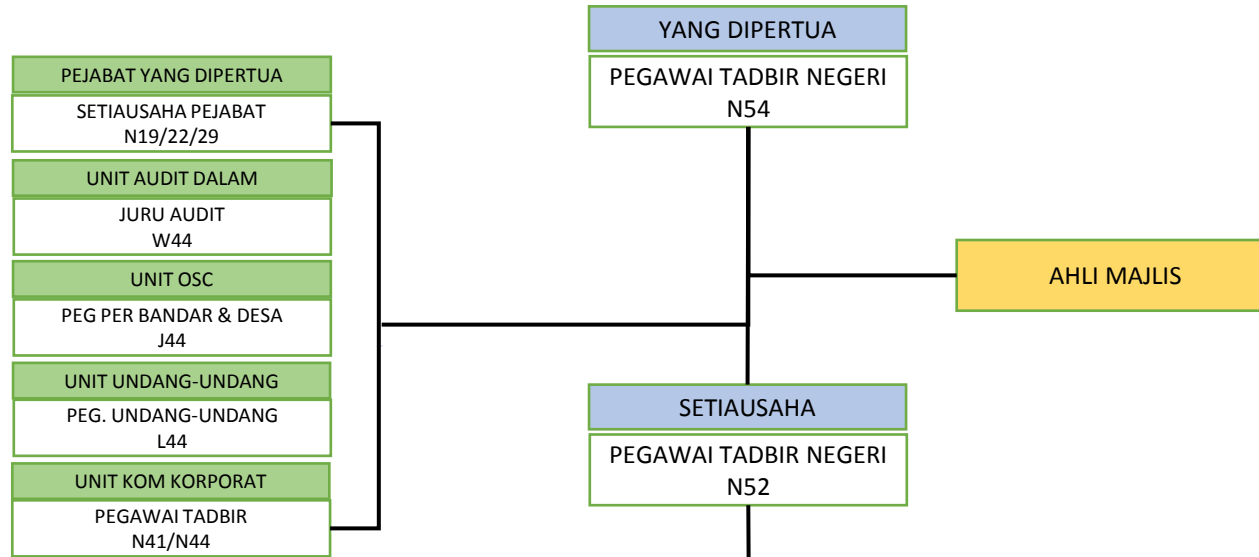 YANG DIPERTUA
PEGAWAI TADBIR NEGERI
N54
PEJABAT YANG DIPERTUA
SETIAUSAHA PEJABAT
N19/22/29
UNIT AUDIT DALAM
JURU AUDIT
W44
UNIT OSC
PEG PER BANDAR & DESA
J44
UNIT UNDANG-UNDANG
PEG. UNDANG-UNDANG
L44
UNIT KOM KORPORAT
PEGAWAI TADBIR
N41/N44
AHLI MAJLIS
SETIAUSAHA
PEGAWAI TADBIR NEGERI
N52